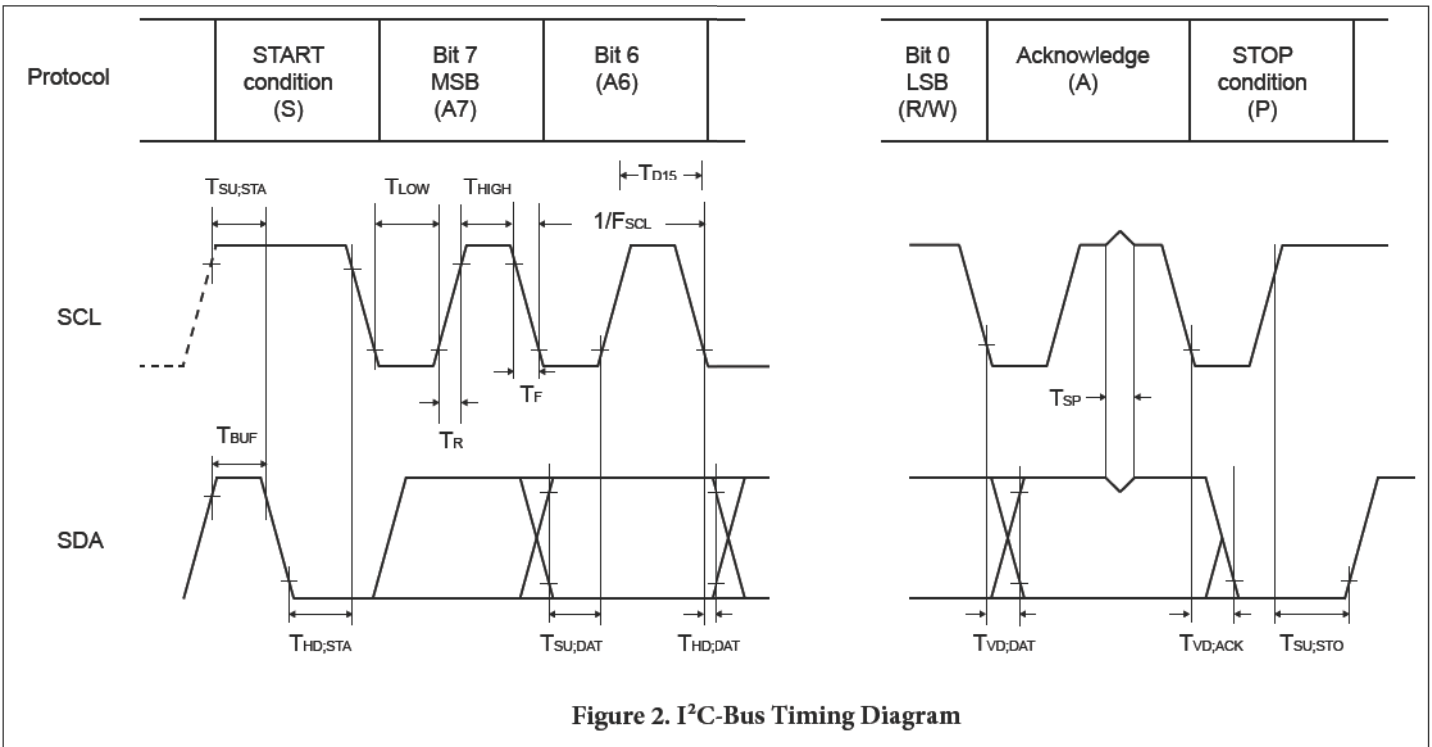 Protocol
START
condition
(S)
Bit 7
MSB
(A7)
Bit 6
(A6)
Bit 0
LSB
(R/W)
Acknowledge
(A)
STOP
condition
(P)
TSU;STA
TLOW
THIGH
TD15
1/FSCL
SCL
TF
TR
TSP
TBUF
SDA
THD;STA
TSU;DAT
THD;DAT
TVD;DAT
TVD;ACK
TSU;STO
Figure 2. I²C-Bus Timing Diagram